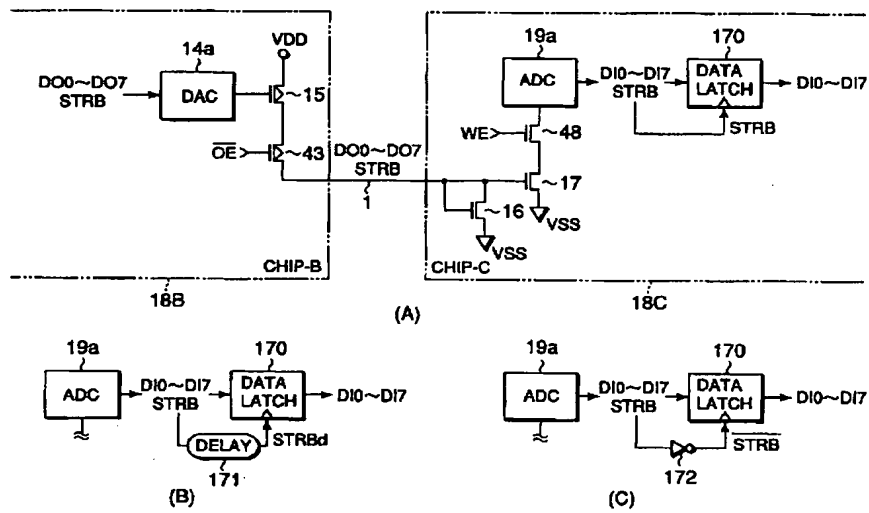 14a
VDD
DO0~DO7
STRB
DAC
15
OE
43
DO0~DO7
STRB
1
CHIP-B
18B
19a
170
ADC
DI0~DI7
STRB
DATA
LATCH
DI0~DI7
STRB
WE
48
17
16
VSS
VSS
CHIP-C
18C
(A)
19a
170
ADC
DI0~DI7
STRB
DATA
LATCH
DI0~DI7
DELAY
STRBd
171
(B)
19a
170
ADC
DI0~DI7
STRB
DATA
LATCH
DI0~DI7
STRB
172
(C)